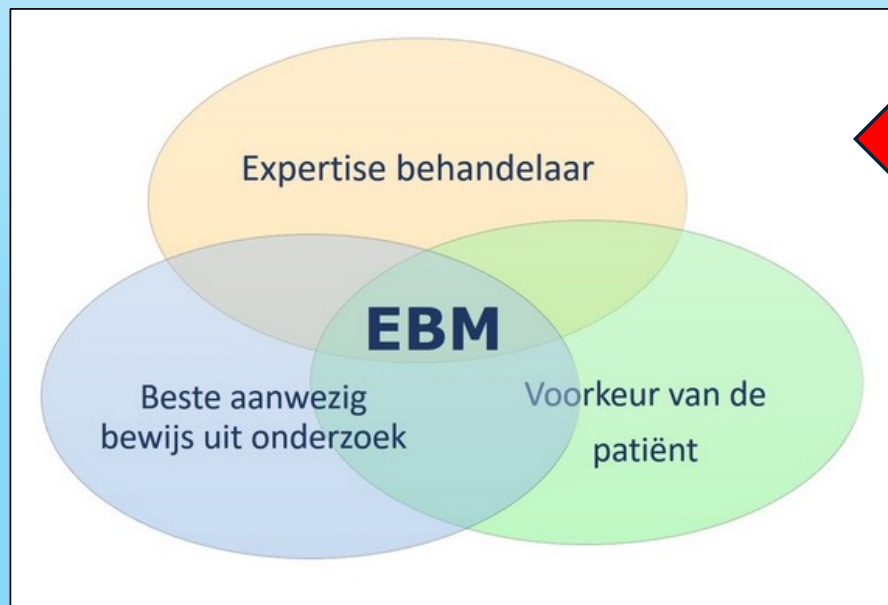 Expertise behandelaar
EBM
Beste aanwezig
bewijs uit onderzoek
Voorkeur van de
patiënt